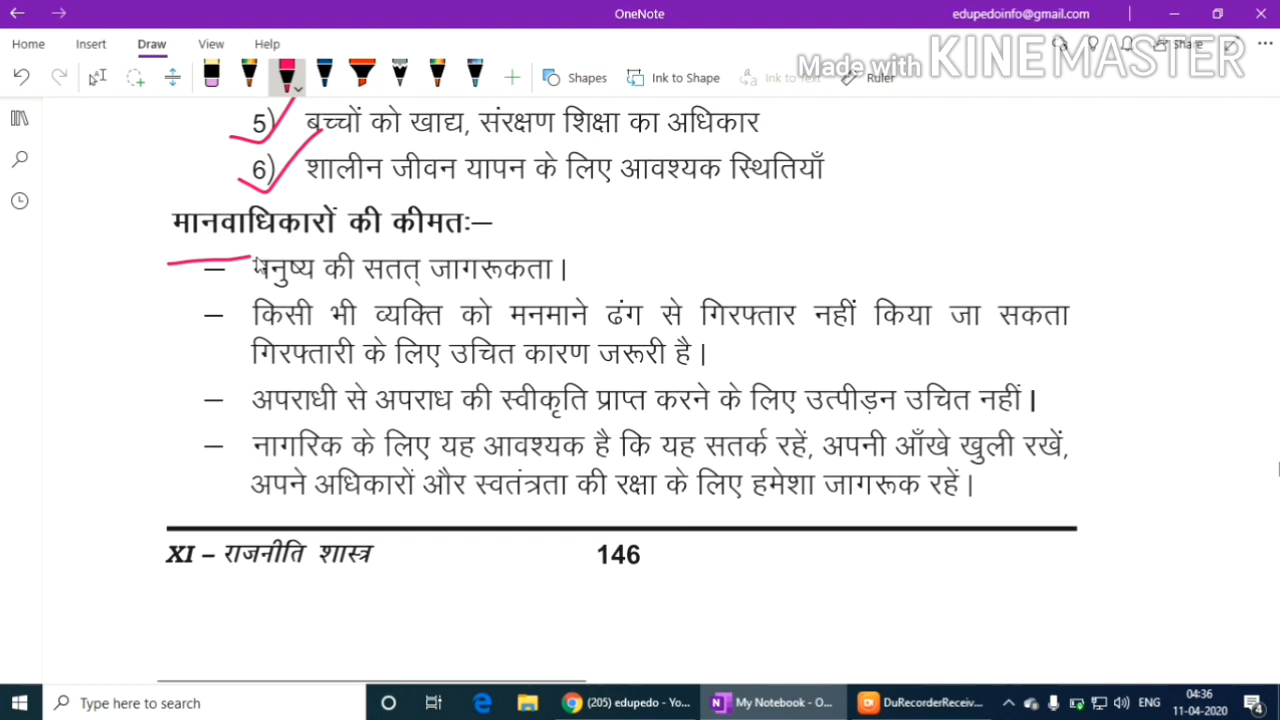 OneNote
edupedoinfo@gmail.com
Home Insert Draw View Help
Share
Made with KINEMASTER
Shapes Ink to Shape Ink to Text Ruler
5) बच्चों को खाद्य, संरक्षण शिक्षा का अधिकार
6) शालीन जीवन यापन के लिए आवश्यक स्थितियाँ
मानवाधिकारों की कीमतः–
– मनुष्य की सतत् जागरूकता।
– किसी भी व्यक्ति को मनमाने ढंग से गिरफ्तार नहीं किया जा सकता
गिरफ्तारी के लिए उचित कारण जरूरी है।
– अपराधी से अपराध की स्वीकृति प्राप्त करने के लिए उत्पीड़न उचित नहीं।
– नागरिक के लिए यह आवश्यक है कि यह सतर्क रहें, अपनी आँखे खुली रखें,
अपने अधिकारों और स्वतंत्रता की रक्षा के लिए हमेशा जागरूक रहें।
XI – राजनीति शास्त्र 146
Type here to search
(205) edupedo - Yo...
My Notebook - O...
DuRecorderReceiv...
ENG
04:36
11-04-2020
4